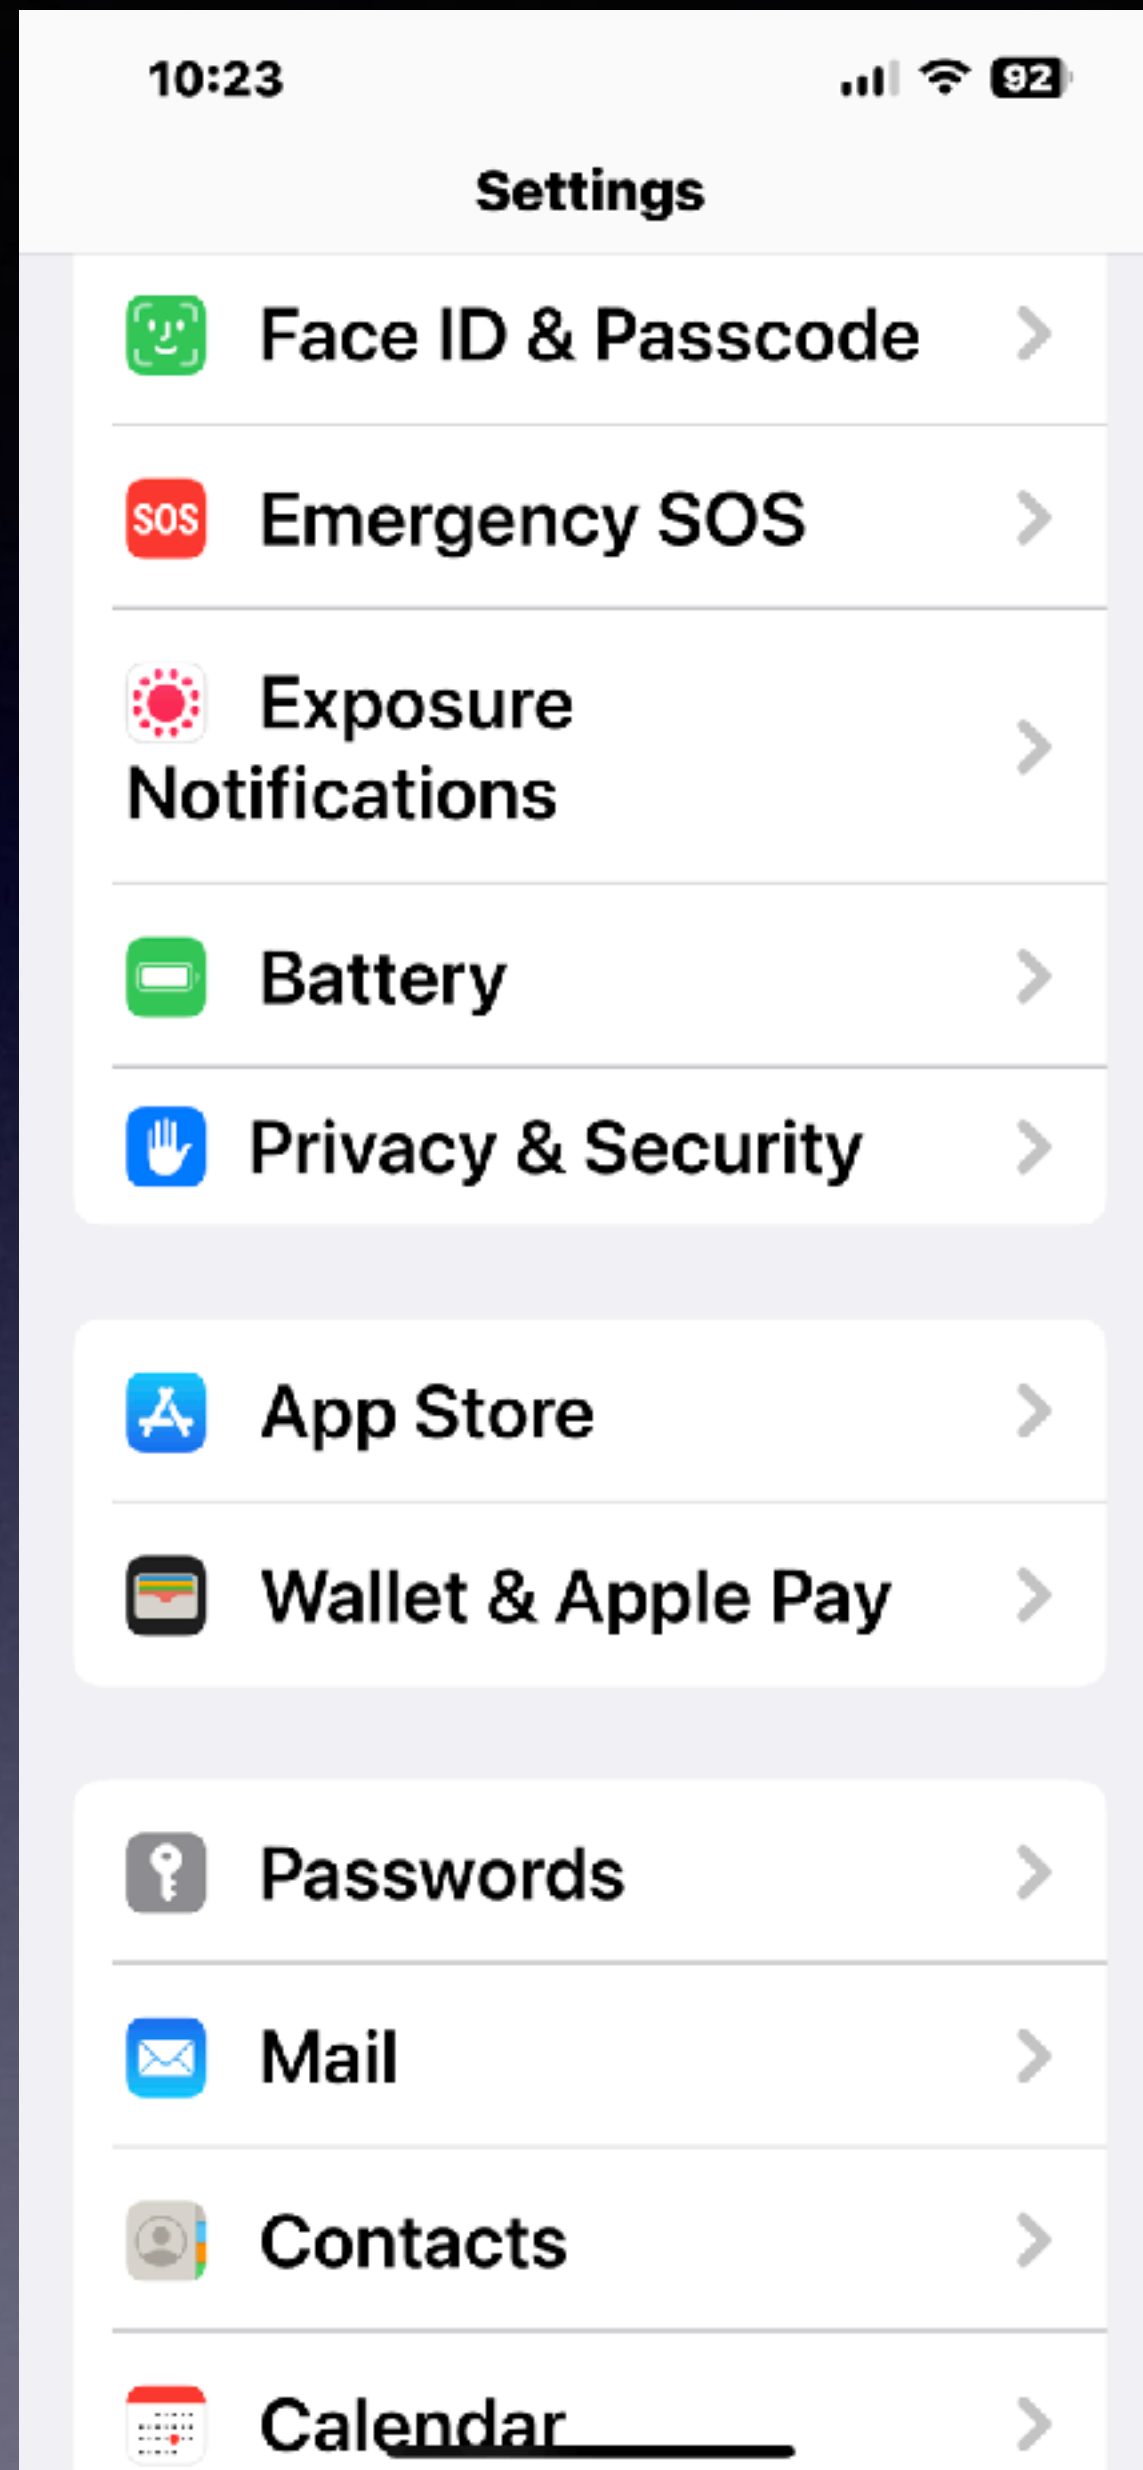 10:23
92
Settings
Face ID & Passcode
SOS
Emergency SOS
Exposure
Notifications
Battery
Privacy & Security
App Store
Wallet & Apple Pay
Passwords
Mail
Contacts
Calendar